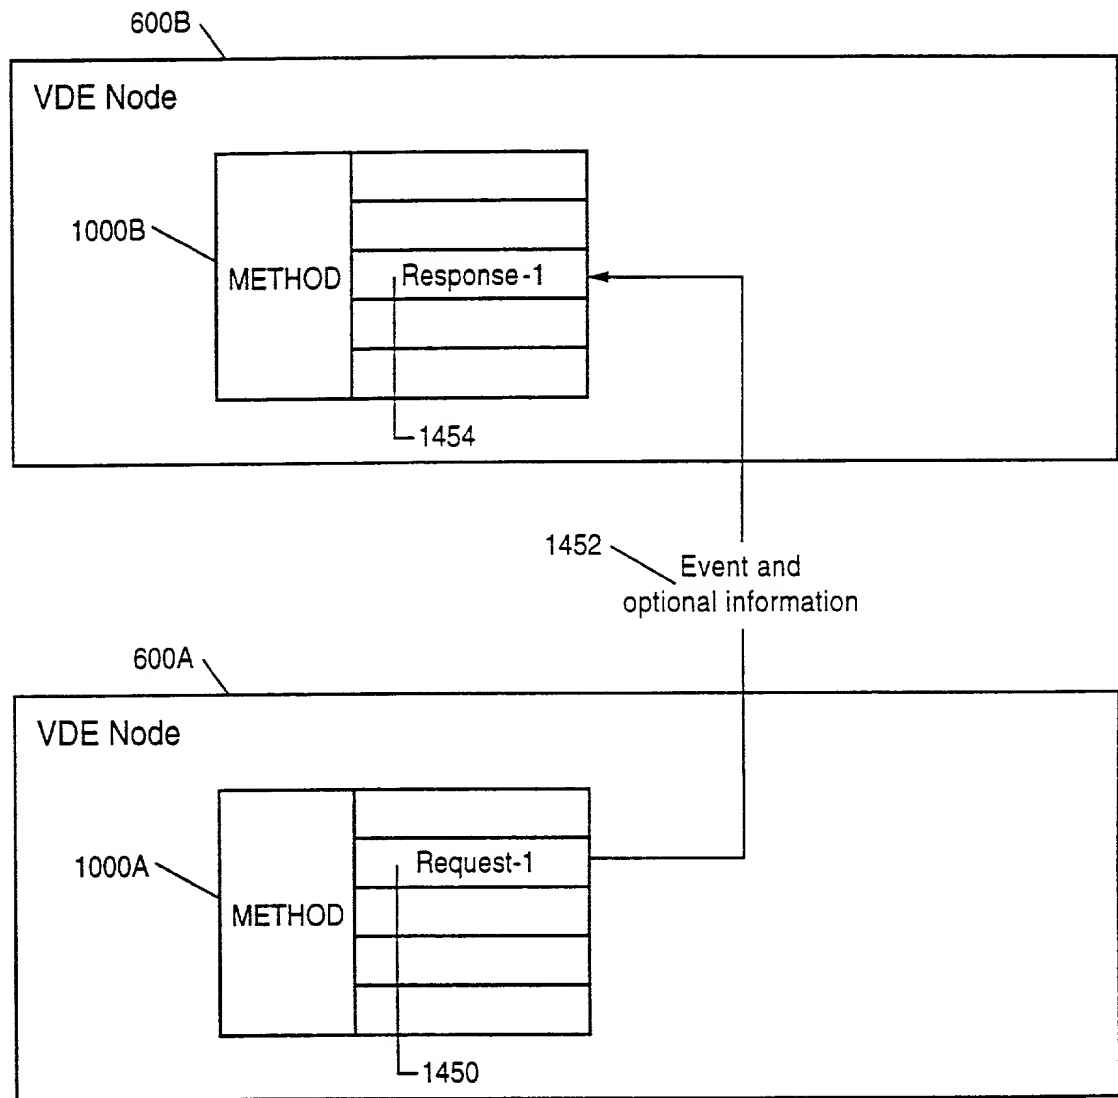 600B
VDE Node
1000B
METHOD
Response-1
1454
1452
Event and
optional information
600A
VDE Node
1000A
METHOD
Request-1
1450